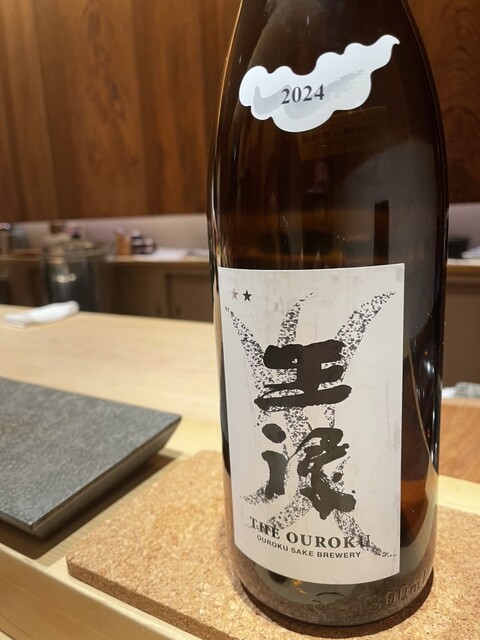 2024
王祿
THE OUROKU
OUROKU SAKE BREWERY